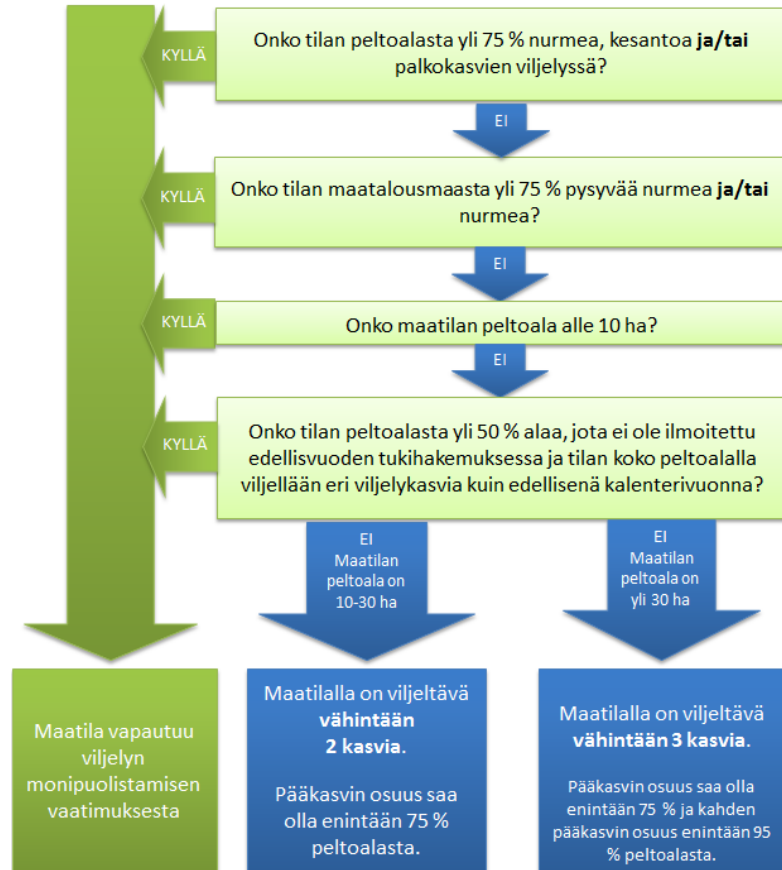 KYLLÄ
Onko tilan peltoalasta yli 75 % nurmea, kesantoa ja/tai
palkokasvien viljelyssä?
EI
KYLLÄ
Onko tilan maatalousmaasta yli 75 % pysyvää nurmea ja/tai
nurmea?
EI
KYLLÄ
Onko maatilan peltoala alle 10 ha?
EI
KYLLÄ
Onko tilan peltoalasta yli 50 % alaa, jota ei ole ilmoitettu
edellisvuoden tukihakemuksessa ja tilan koko peltoalalla
viljellään eri viljelykasvia kuin edellisenä kalenterivuonna?
EI
Maatilan
peltoala on
10-30 ha
EI
Maatilan
peltoala on
yli 30 ha
Maatila vapautuu
viljelyn
monipuolistamisen
vaatimuksesta
Maatilalla on viljeltävä
vähintään
2 kasvia.
Pääkasvin osuus saa
olla enintään 75 %
peltoalasta.
Maatilalla on viljeltävä
vähintään 3 kasvia.
Pääkasvin osuus saa olla
enintään 75 % ja kahden
pääkasvin osuus enintään 95
% peltoalasta.